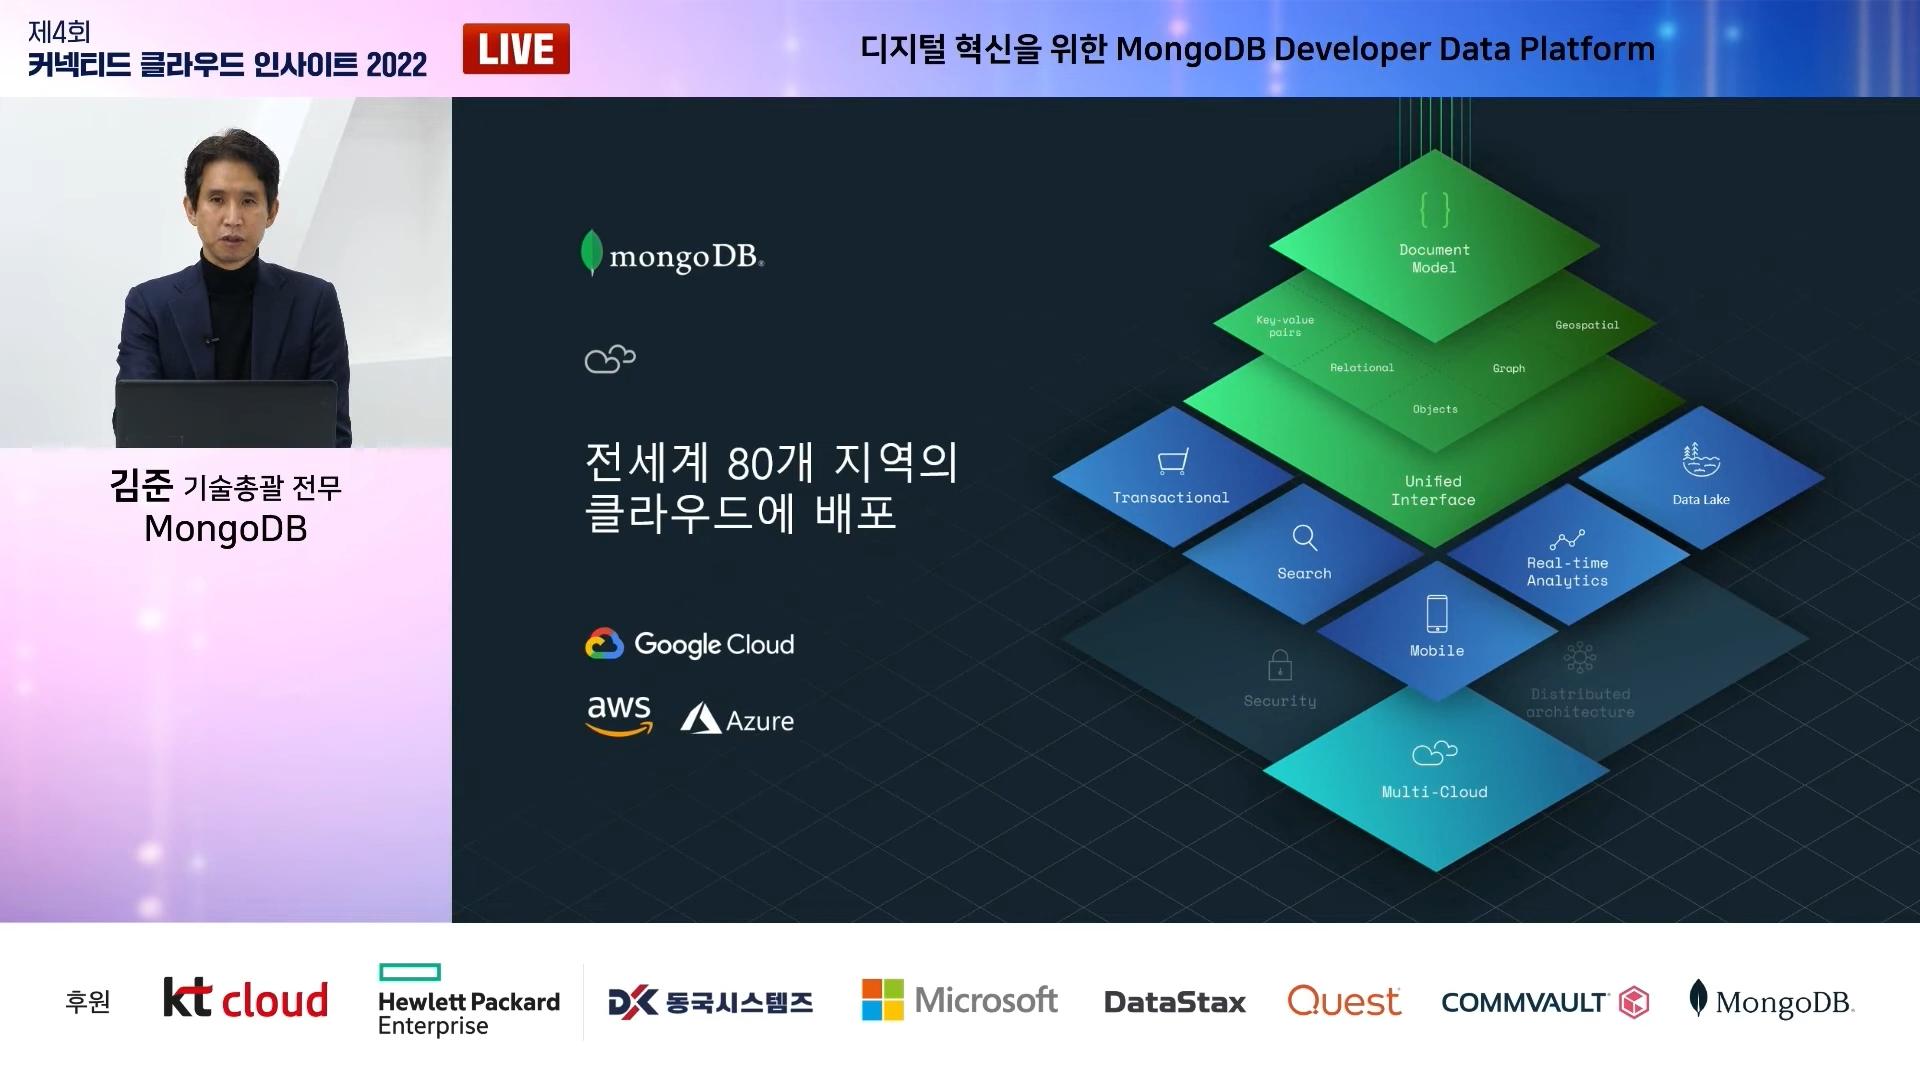 제4회
커넥티드 클라우드 인사이트 2022
LIVE
디지털 혁신을 위한 MongoDB Developer Data Platform
김준 기술총괄 전무
MongoDB
mongoDB®
전세계 80개 지역의
클라우드에 배포
Google Cloud
aws
Azure
Document
Model
Key-value
pairs
Geospatial
Relational
Graph
Objects
Unified
Interface
Transactional
Data Lake
Search
Real-time
Analytics
Mobile
Security
Distributed
architecture
Multi-Cloud
후원
kt cloud
Hewlett Packard
Enterprise
DK 동국시스템즈
Microsoft
DataStax
Quest
COMMVAULT
MongoDB.